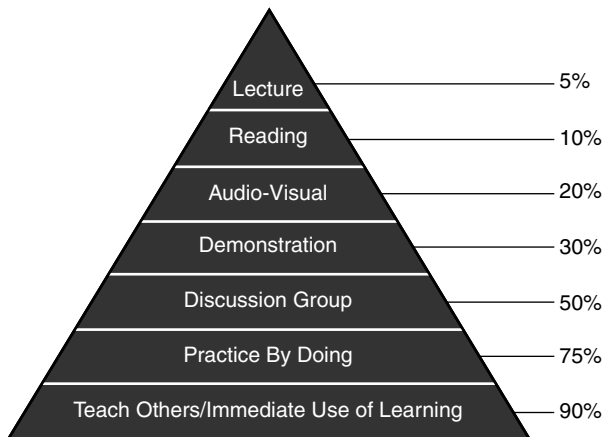 Lecture 5%
Reading 10%
Audio-Visual 20%
Demonstration 30%
Discussion Group 50%
Practice By Doing 75%
Teach Others/Immediate Use of Learning 90%